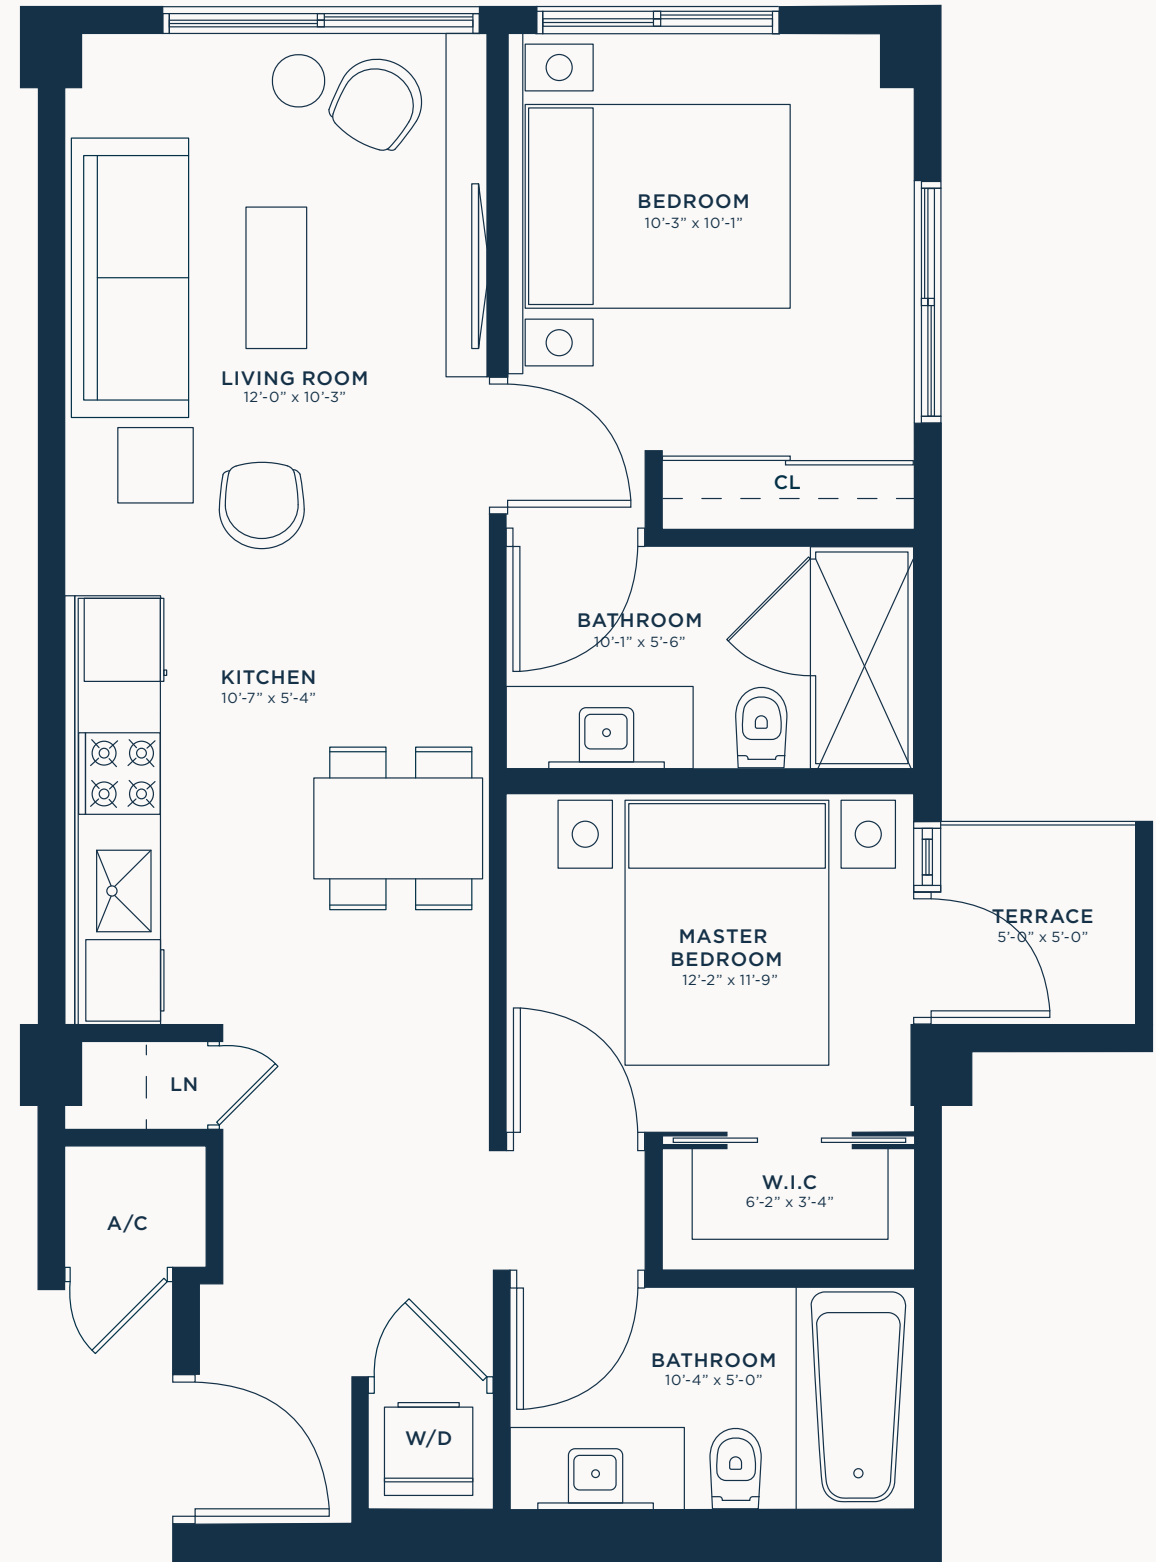 BEDROOM
10’-3” x 10’-1”
LIVING ROOM
12’-0” x 10’-3”
CL
BATHROOM
10’-1” x 5’-6”
KITCHEN
10’-7” x 5’-4”
TERRACE
5’-0” x 5’-0”
MASTER
BEDROOM
12’-2” x 11’-9”
LN
W.I.C
6’-2” x 3’-4”
A/C
BATHROOM
10’-4” x 5’-0”
W/D